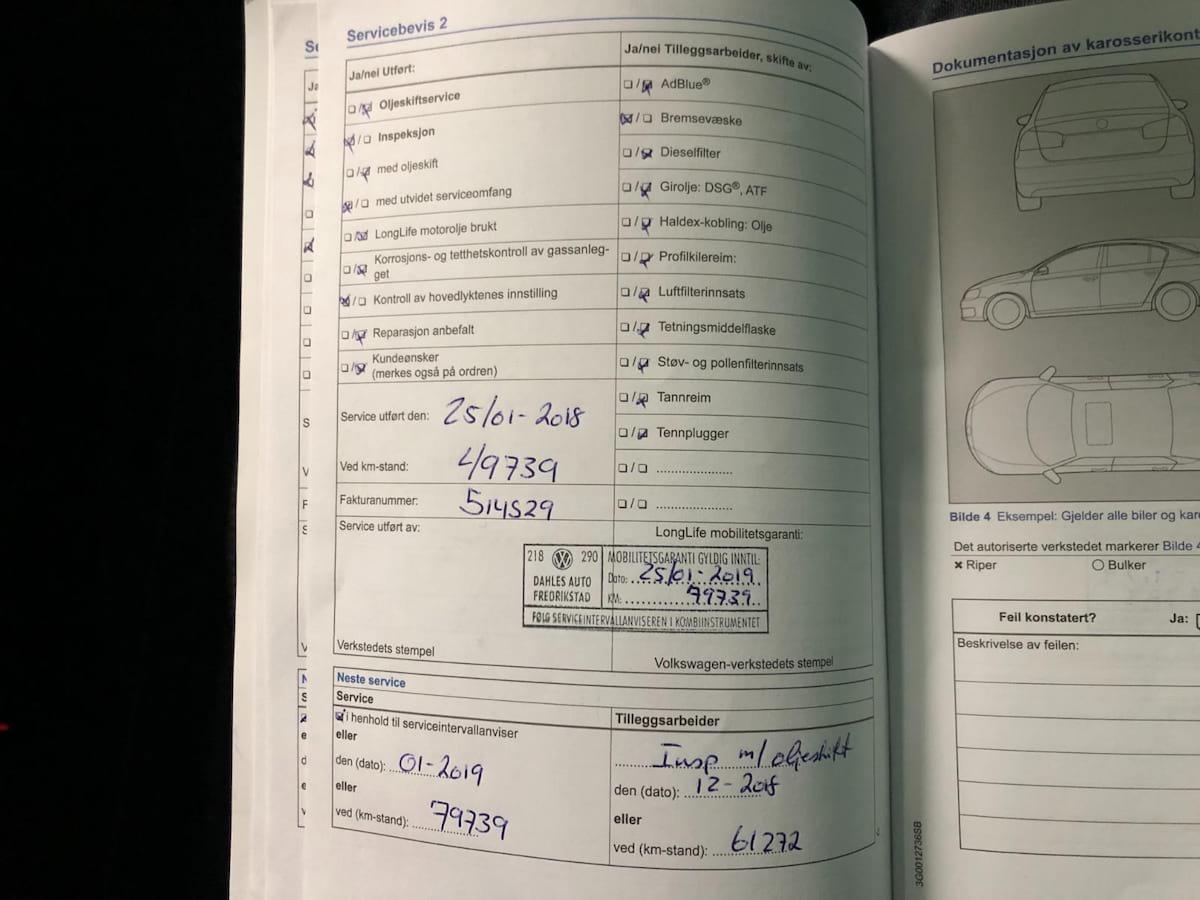 Servicebevis 2
Ja/nei Utført:
Oljeskiftservice
Inspeksjon
med oljeskift
med utvidet serviceomfang
LongLife motorolje brukt
Korrosjons- og tetthetskontroll av gassanleg-
get
Kontroll av hovedlyktenes innstilling
Reparasjon anbefalt
Kundeønsker
(merkes også på ordren)
Service utført den: 25/01-2018
Ved km-stand: 49739
Fakturanummer: 514529
Service utført av:
Ja/nei Tilleggsarbeider, skifte av:
AdBlue®
Bremsevæske
Dieselfilter
Girolje: DSG®, ATF
Haldex-kobling: Olje
Profilkilereim:
Luftfilterinnsats
Tetningsmiddelflaske
Støv- og pollenfilterinnsats
Tannreim
Tennplugger
LongLife mobilitetsgaranti:
218 290
DAHLES AUTO
FREDRIKSTAD
MOBILITETSGARANTI GYLDIG INNTIL:
Dato: 25/01-2019
KM: 79739
FØLG SERVICEINTERVALLANVISEREN I KOMBIINSTRUMENTET
Verkstedets stempel
Volkswagen-verkstedets stempel
Neste service
Service
i henhold til serviceintervallanviser
eller
den (dato): 01-2019
eller
ved (km-stand): 79739
Tilleggsarbeider
Insp m/oljeskift
den (dato): 12-2018
eller
ved (km-stand): 61272
Dokumentasjon av karosserikont
Bilde 4 Eksempel: Gjelder alle biler og kar
Det autoriserte verkstedet markerer Bilde 4
Riper
Bulker
Feil konstatert? Ja:
Beskrivelse av feilen:
3G0012736SB